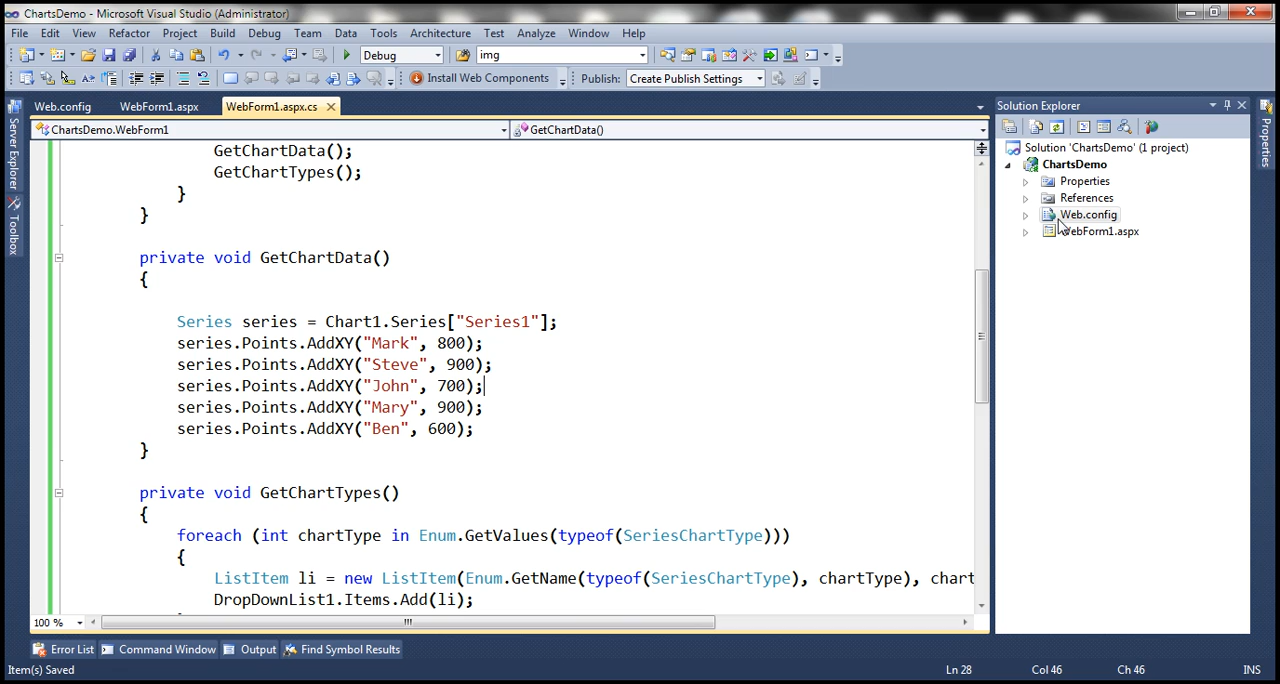 ChartsDemo - Microsoft Visual Studio (Administrator)
File Edit View Refactor Project Build Debug Team Data Tools Architecture Test Analyze Window Help
Debug img
Install Web Components Publish: Create Publish Settings
Web.config WebForm1.aspx WebForm1.aspx.cs
ChartsDemo.WebForm1 GetChartData()
GetChartData();
GetChartTypes();
}
}
private void GetChartData()
{
Series series = Chart1.Series["Series1"];
series.Points.AddXY("Mark", 800);
series.Points.AddXY("Steve", 900);
series.Points.AddXY("John", 700);
series.Points.AddXY("Mary", 900);
series.Points.AddXY("Ben", 600);
}
private void GetChartTypes()
{
foreach (int chartType in Enum.GetValues(typeof(SeriesChartType)))
{
ListItem li = new ListItem(Enum.GetName(typeof(SeriesChartType), chartType), chart
DropDownList1.Items.Add(li);
100 %
Solution Explorer
Solution 'ChartsDemo' (1 project)
ChartsDemo
Properties
References
Web.config
WebForm1.aspx
Server Explorer
Toolbox
Properties
Error List Command Window Output Find Symbol Results
Item(s) Saved Ln 28 Col 46 Ch 46 INS